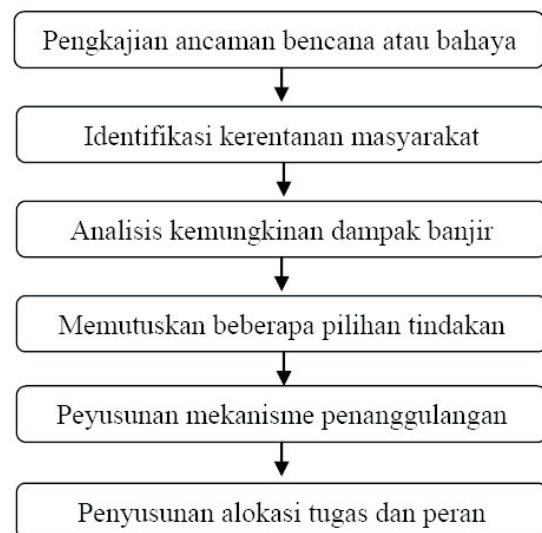 Pengkajian ancaman bencana atau bahaya
Identifikasi kerentanan masyarakat
Analisis kemungkinan dampak banjir
Memutuskan beberapa pilihan tindakan
Peyusunan mekanisme penanggulangan
Penyusunan alokasi tugas dan peran